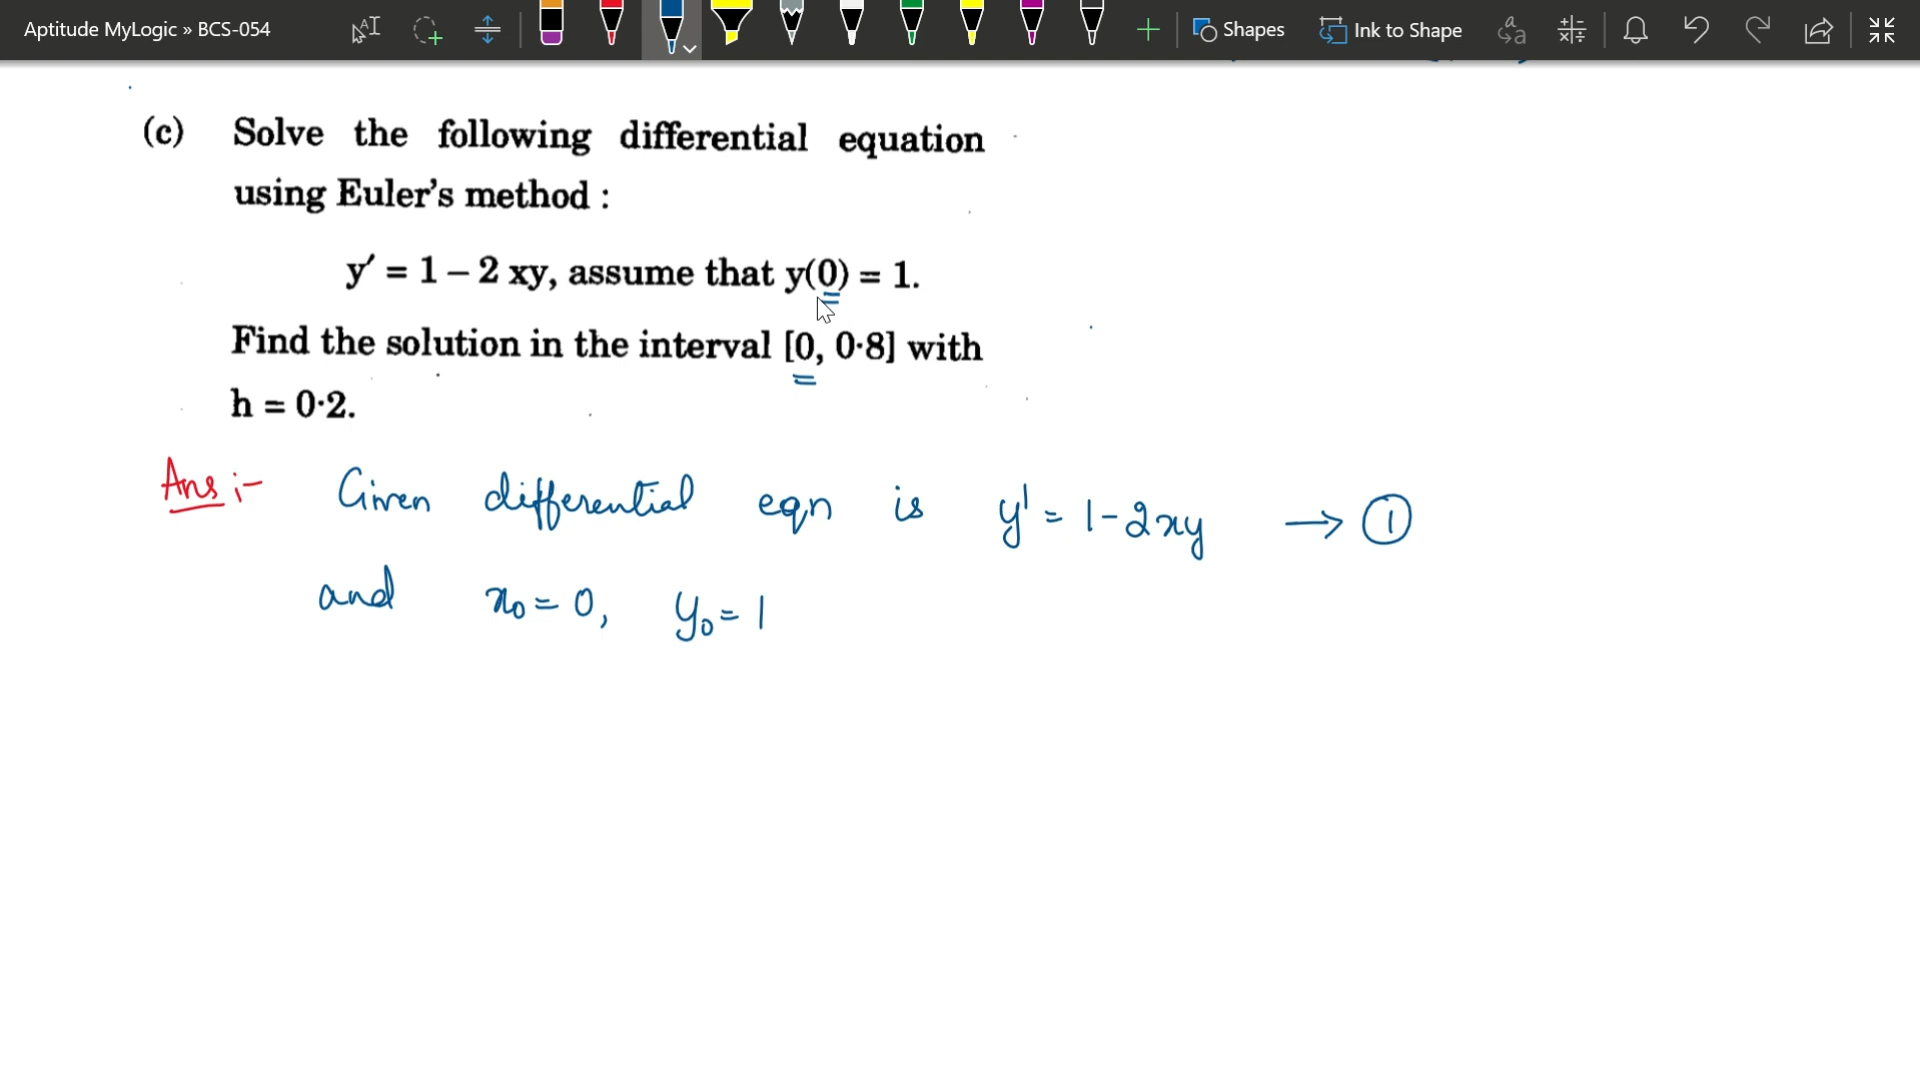 Aptitude MyLogic » BCS-054
Shapes
Ink to Shape
(c) Solve the following differential equation
using Euler's method :
y′ = 1 – 2 xy, assume that y(0) = 1.
Find the solution in the interval [0, 0·8] with
h = 0·2.
Ans :- Given differential eqn is y' = 1-2xy → ①
and x₀ = 0, y₀ = 1